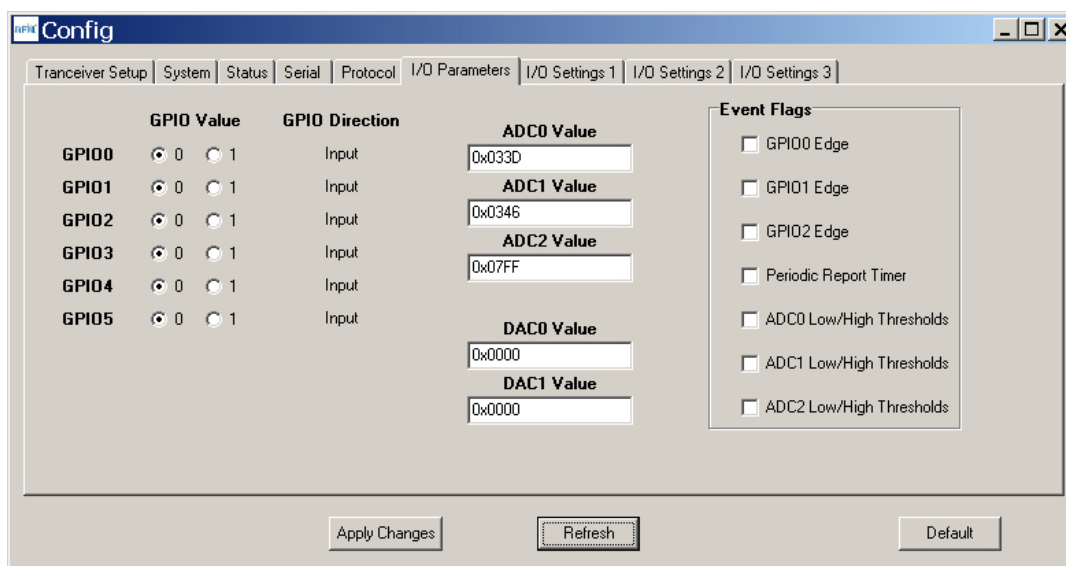 RFM Config
Tranceiver Setup System Status Serial Protocol I/O Parameters I/O Settings 1 I/O Settings 2 I/O Settings 3
GPIO Value GPIO Direction
GPIO0 0 1 Input
GPIO1 0 1 Input
GPIO2 0 1 Input
GPIO3 0 1 Input
GPIO4 0 1 Input
GPIO5 0 1 Input
ADC0 Value
0x033D
ADC1 Value
0x0346
ADC2 Value
0x07FF
DAC0 Value
0x0000
DAC1 Value
0x0000
Event Flags
GPIO0 Edge
GPIO1 Edge
GPIO2 Edge
Periodic Report Timer
ADC0 Low/High Thresholds
ADC1 Low/High Thresholds
ADC2 Low/High Thresholds
Apply Changes Refresh Default